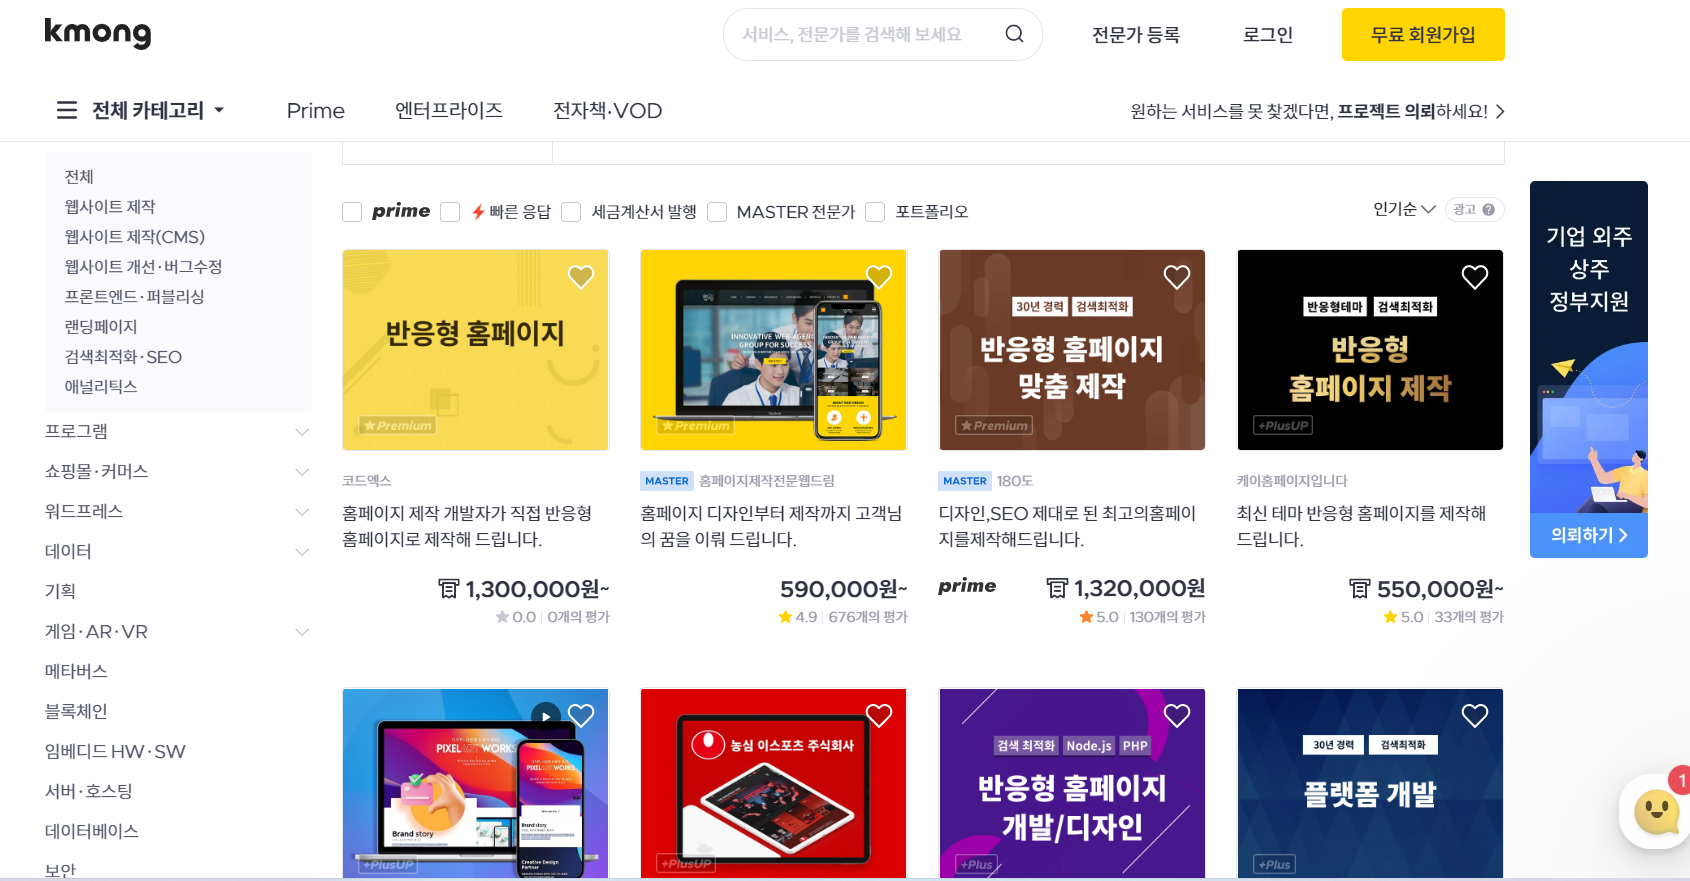 kmong
서비스, 전문가를 검색해 보세요
전문가 등록
로그인
무료 회원가입
전체 카테고리
Prime
엔터프라이즈
전자책·VOD
원하는 서비스를 못 찾겠다면, 프로젝트 의뢰하세요!
전체
웹사이트 제작
웹사이트 제작(CMS)
웹사이트 개선·버그수정
프론트엔드·퍼블리싱
랜딩페이지
검색최적화·SEO
애널리틱스
프로그램
쇼핑몰·커머스
워드프레스
데이터
기획
게임·AR·VR
메타버스
블록체인
임베디드 HW·SW
서버·호스팅
데이터베이스
보안
prime
빠른 응답
세금계산서 발행
MASTER 전문가
포트폴리오
인기순
광고 ?
반응형 홈페이지
Premium
코드엑스
홈페이지 제작 개발자가 직접 반응형
홈페이지로 제작해 드립니다.
1,300,000원~
0.0 | 0개의 평가
INNOVATIVE WEB-AGENCY
GROUP FOR SUCCESS
Premium
MASTER 홈페이지제작전문웹드림
홈페이지 디자인부터 제작까지 고객님
의 꿈을 이뤄 드립니다.
590,000원~
4.9 | 676개의 평가
30년 경력 검색최적화
반응형 홈페이지
맞춤 제작
Premium
MASTER 180도
디자인,SEO 제대로 된 최고의홈페이
지를제작해드립니다.
prime 1,320,000원
5.0 | 130개의 평가
반응형테마 검색최적화
반응형
홈페이지 제작
+PlusUP
케이홈페이지입니다
최신 테마 반응형 홈페이지를 제작해
드립니다.
550,000원~
5.0 | 33개의 평가
PIXELART WORKS
PIXELART WORKS
Brand story
Brand story
Creative Design
Partner
+PlusUP
농심 이스포츠 주식회사
+PlusUP
검색 최적화 Node.js PHP
반응형 홈페이지
개발/디자인
+Plus
30년 경력 검색최적화
플랫폼 개발
+Plus
기업 외주
상주
정부지원
의뢰하기
1